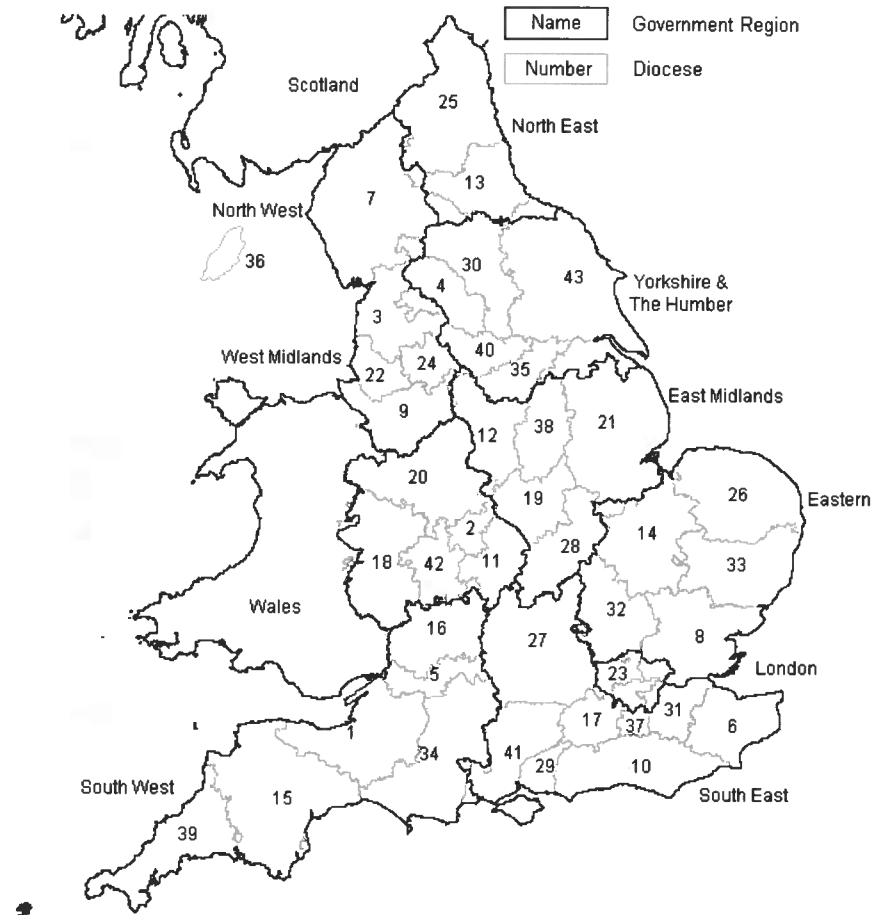 Name
Government Region
Number
Diocese
Scotland
25
North East
13
7
North West
36
30
43
4
Yorkshire &
The Humber
3
40
West Midlands
24
35
22
East Midlands
9
38
21
12
20
26
Eastern
19
14
2
28
33
18
42
11
Wales
32
16
27
8
5
23
London
31
17
37
6
1
34
41
29
10
South West
15
South East
39